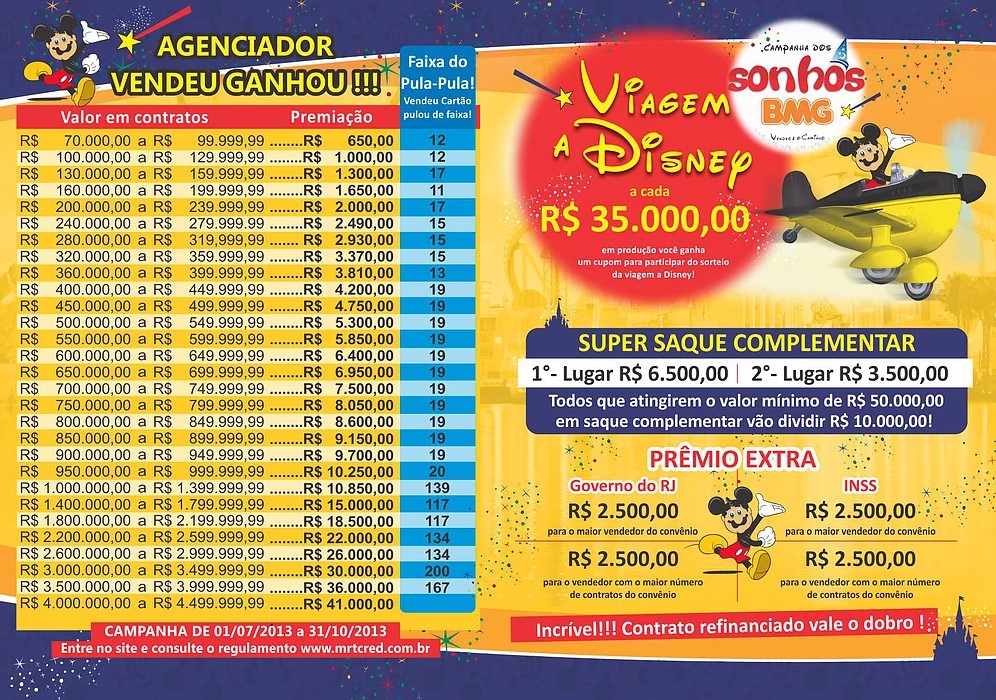 AGENCIADOR
VENDEU GANHOU !!!
Faixa do
Pula-Pula!
Vendeu Cartão
pulou de faixa!
Valor em contratos Premiação
R$ 70.000,00 a R$ 99.999,99 ........R$ 650,00 12
R$ 100.000,00 a R$ 129.999,99 ........R$ 1.000,00 12
R$ 130.000,00 a R$ 159.999,99 ........R$ 1.300,00 17
R$ 160.000,00 a R$ 199.999,99 ........R$ 1.650,00 11
R$ 200.000,00 a R$ 239.999,99 ........R$ 2.000,00 17
R$ 240.000,00 a R$ 279.999,99 ........R$ 2.490,00 15
R$ 280.000,00 a R$ 319,999,99 ........R$ 2.930,00 15
R$ 320.000,00 a R$ 359.999,99 ........R$ 3.370,00 15
R$ 360.000,00 a R$ 399.999,99 ........R$ 3.810,00 13
R$ 400.000,00 a R$ 449.999,99 ........R$ 4.200,00 19
R$ 450.000,00 a R$ 499.999,99 ........R$ 4.750,00 19
R$ 500.000,00 a R$ 549.999,99 ........R$ 5.300,00 19
R$ 550.000,00 a R$ 599.999,99 ........R$ 5.850,00 19
R$ 600.000,00 a R$ 649.999,99 ........R$ 6.400,00 19
R$ 650.000,00 a R$ 699.999,99 ........R$ 6.950,00 19
R$ 700.000,00 a R$ 749.999,99 ........R$ 7.500,00 19
R$ 750.000,00 a R$ 799.999,99 ........R$ 8.050,00 19
R$ 800.000,00 a R$ 849.999,99 ........R$ 8.600,00 19
R$ 850.000,00 a R$ 899.999,99 ........R$ 9.150,00 19
R$ 900.000,00 a R$ 949.999,99 ........R$ 9.700,00 19
R$ 950.000,00 a R$ 999.999,99 ........R$ 10.250,00 20
R$ 1.000.000,00 a R$ 1.399.999,99 ........R$ 10.850,00 139
R$ 1.400.000,00 a R$ 1.799.999,99 ........R$ 15.000,00 117
R$ 1.800.000,00 a R$ 2.199.999,99 ........R$ 18.500,00 117
R$ 2.200.000,00 a R$ 2.599.999,99 ........R$ 22.000,00 134
R$ 2.600.000,00 a R$ 2.999.999,99 ........R$ 26.000,00 134
R$ 3.000.000,00 a R$ 3.499.999,99 ........R$ 30.000,00 200
R$ 3.500.000,00 a R$ 3.999.999,99 ........R$ 36.000,00 167
R$ 4.000.000,00 a R$ 4.499.999,99 ........R$ 41.000,00
CAMPANHA DE 01/07/2013 a 31/10/2013
Entre no site e consulte o regulamento www.mrtcred.com.br
CAMPANHA DOS
sonhos
BMG
VIAGEM
A DISNEY
a cada
R$ 35.000,00
em produção você ganha
um cupom para participar do sorteio
da viagem a Disney!
SUPER SAQUE COMPLEMENTAR
1°- Lugar R$ 6.500,00 | 2°- Lugar R$ 3.500,00
Todos que atingirem o valor mínimo de R$ 50.000,00
em saque complementar vão dividir R$ 10.000,00!
PRÊMIO EXTRA
Governo do RJ
R$ 2.500,00
para o maior vendedor do convênio
R$ 2.500,00
para o vendedor com o maior número
de contratos do convênio
INSS
R$ 2.500,00
para o maior vendedor do convênio
R$ 2.500,00
para o vendedor com o maior número
de contratos do convênio
Incrível!!! Contrato refinanciado vale o dobro !